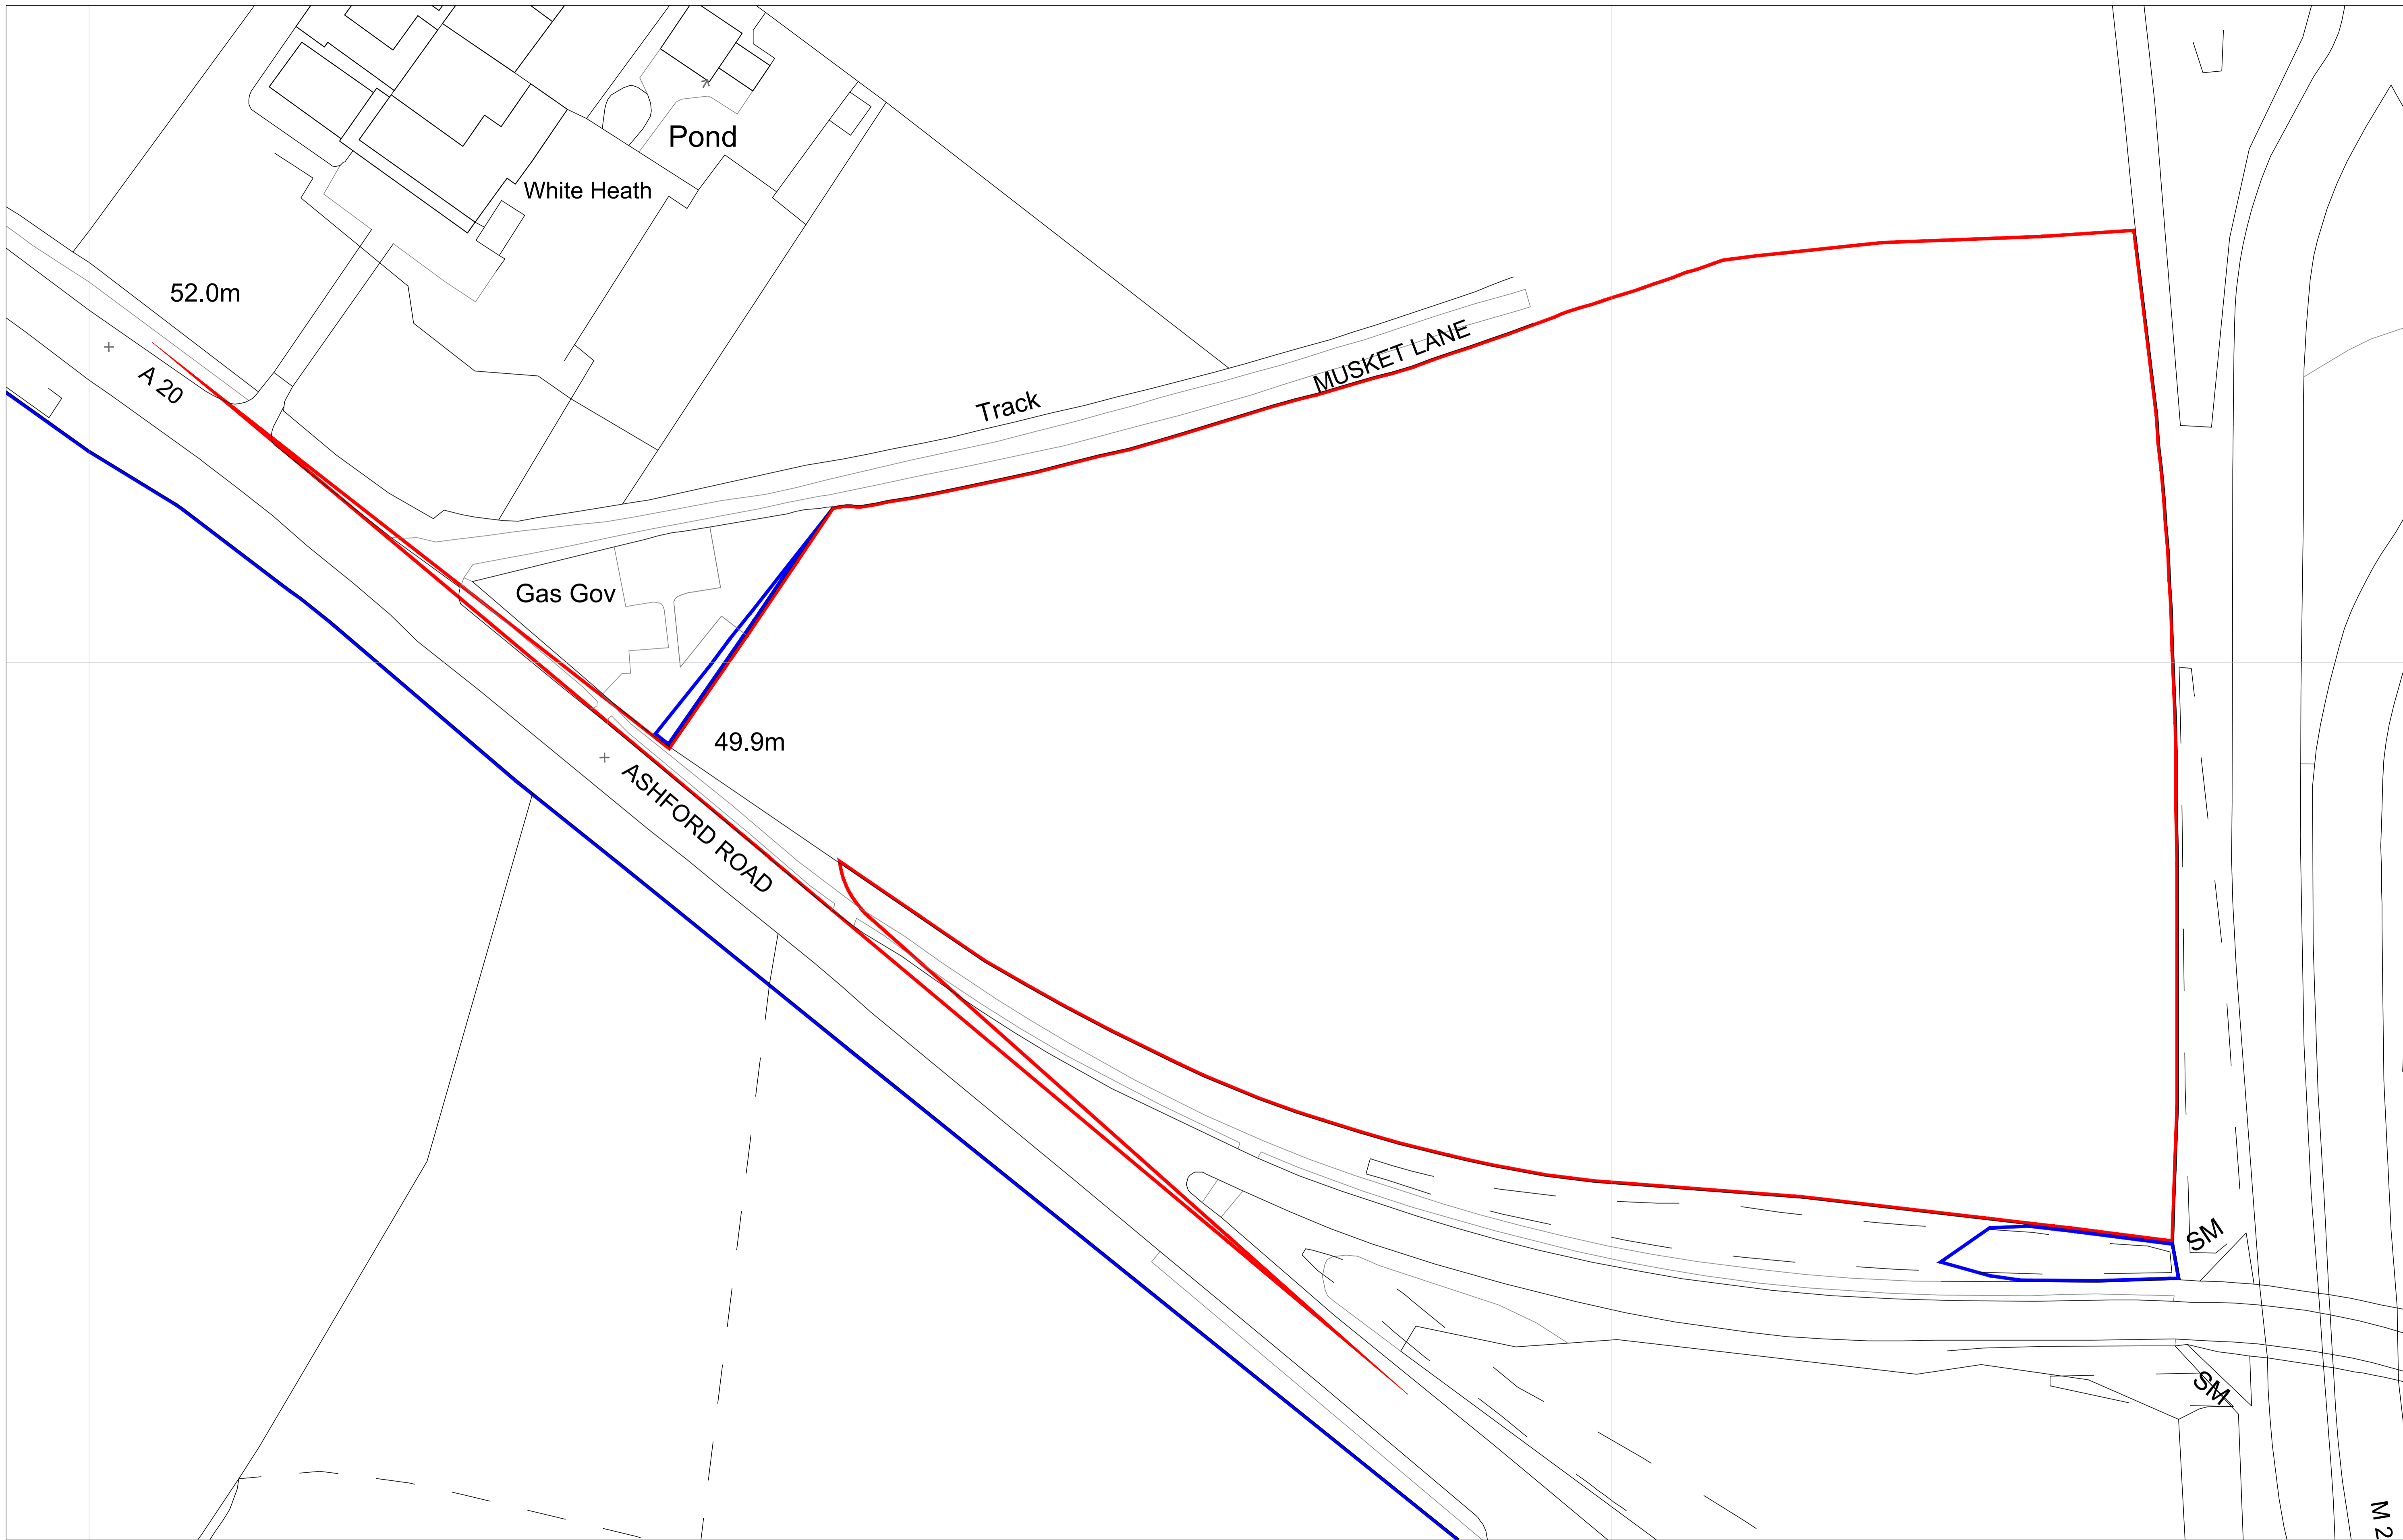 Pond
White Heath
52.0m
A 20
MUSKET LANE
Track
Gas Gov
49.9m
ASHFORD ROAD
SM
SM
M 2